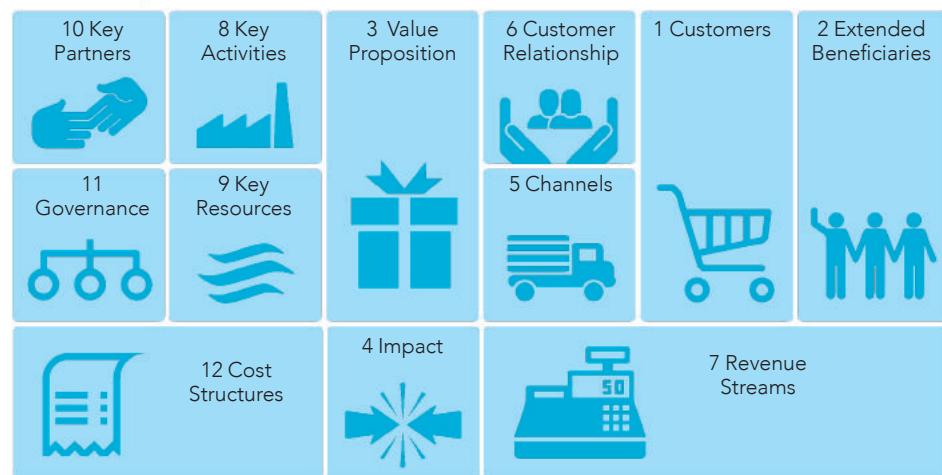 10 Key
Partners
8 Key
Activities
3 Value
Proposition
6 Customer
Relationship
1 Customers
2 Extended
Beneficiaries
11
Governance
9 Key
Resources
5 Channels
12 Cost
Structures
4 Impact
7 Revenue
Streams
50